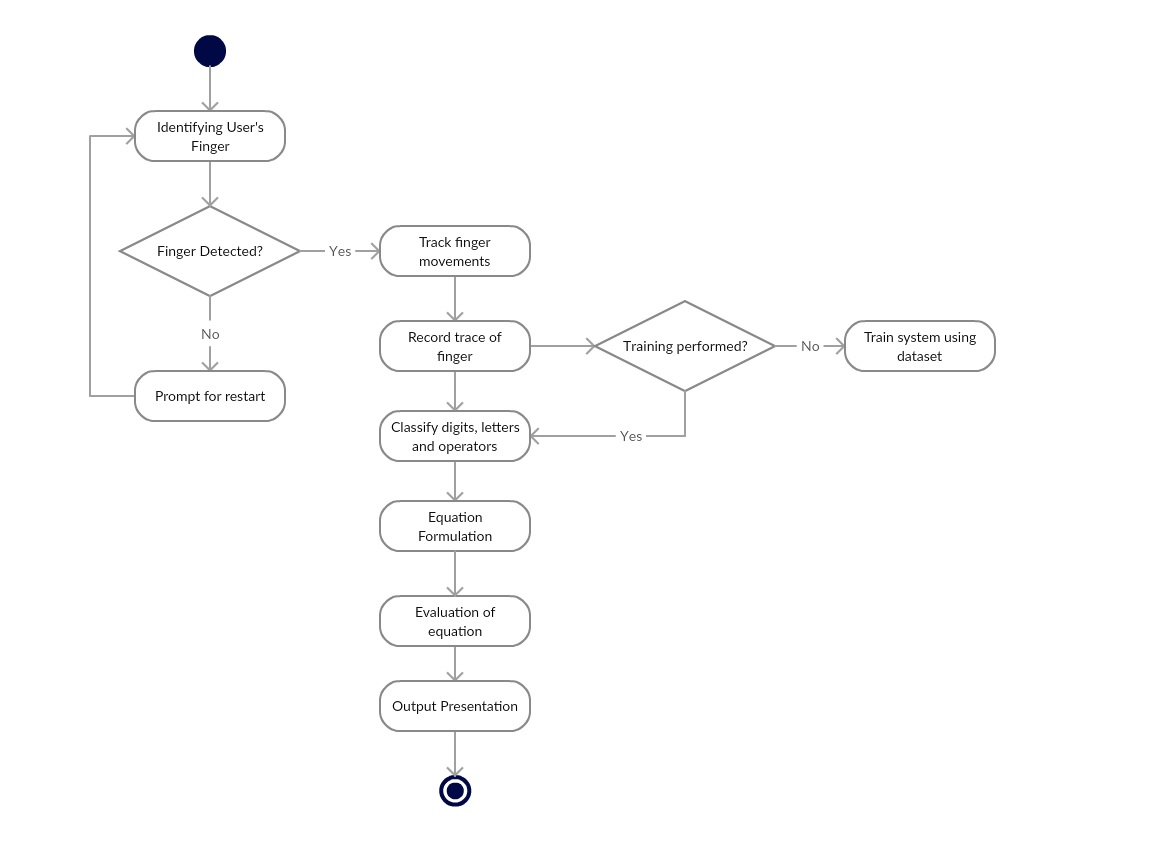 Identifying User's
Finger
Finger Detected?
Yes
Track finger
movements
No
Record trace of
finger
Training performed?
No
Train system using
dataset
Prompt for restart
Classify digits, letters
and operators
Yes
Equation
Formulation
Evaluation of
equation
Output Presentation